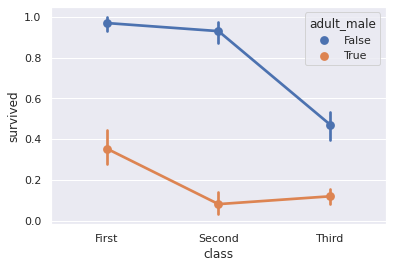 1.0
0.8
0.6
0.4
0.2
0.0
survived
adult_male
False
True
First
Second
Third
class